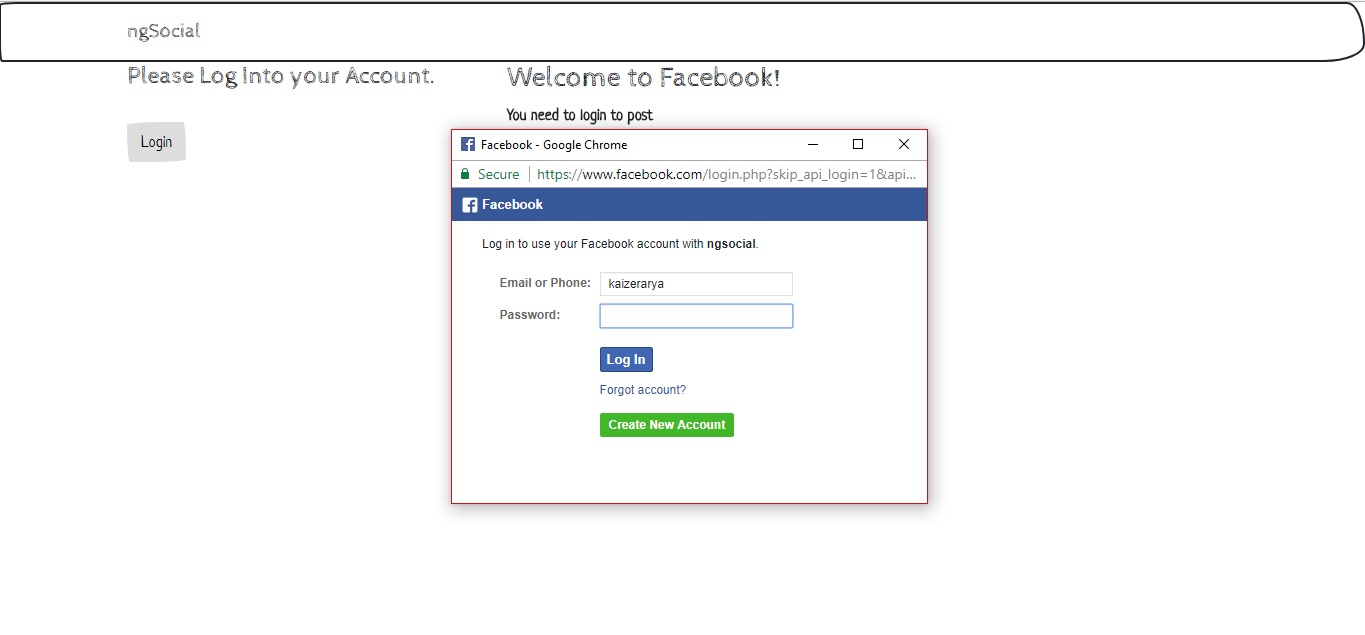 ngSocial
Please Log Into your Account.
Login
Welcome to Facebook!
You need to login to post
Facebook - Google Chrome
Secure
https://www.facebook.com/login.php?skip_api_login=1&api...
Facebook
Log in to use your Facebook account with ngsocial.
Email or Phone: kaizerarya
Password:
Log In
Forgot account?
Create New Account